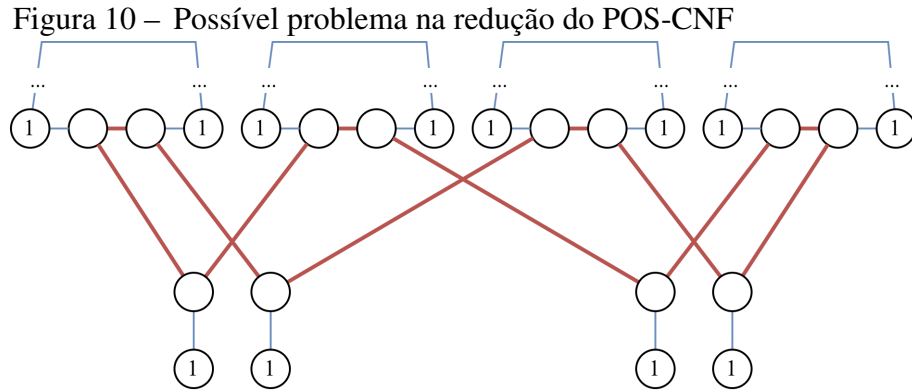 Figura 10 – Possível problema na redução do POS-CNF
... ... ... ... ... ... ... ...
1 1 1 1 1 1 1 1
1 1 1 1